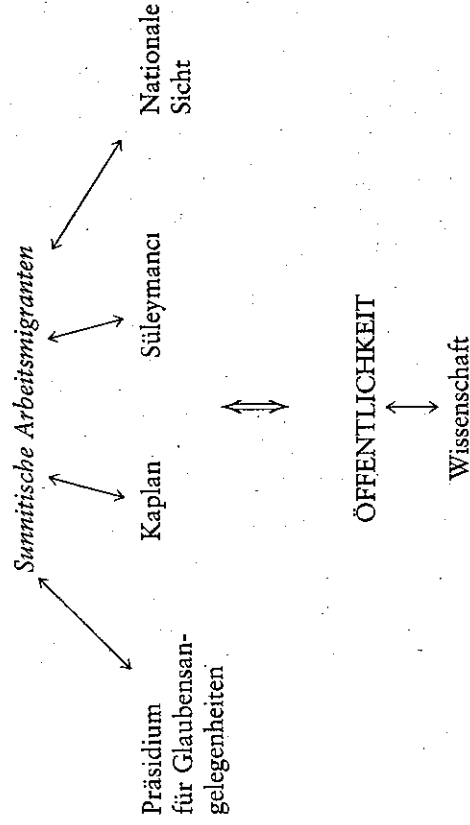 Sunnitische Arbeitsmigranten
Präsidium
für Glaubensan-
gelegenheiten
Kaplan
Süleymancı
Nationale
Sicht
ÖFFENTLICHKEIT
Wissenschaft